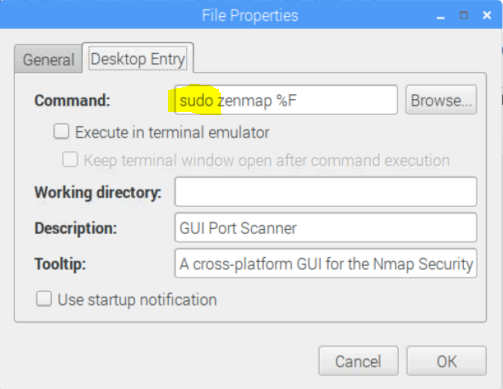 File Properties
General Desktop Entry
Command: sudo zenmap %F Browse...
Execute in terminal emulator
Keep terminal window open after command execution
Working directory:
Description: GUI Port Scanner
Tooltip: A cross-platform GUI for the Nmap Security
Use startup notification
Cancel OK